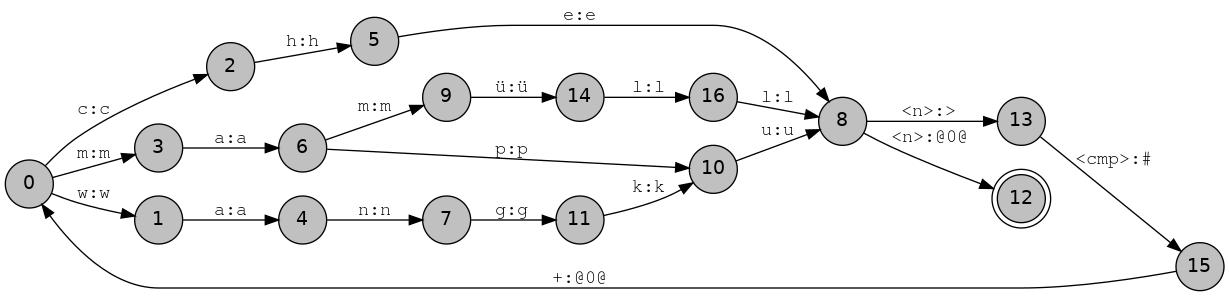 e:e
5
h:h
2
c:c
m:m
ü:ü
l:l
9
14
16
l:l
8
<n>:>
13
m:m
a:a
3
6
u:u
<n>:@0@
<cmp>:#
p:p
10
0
w:w
k:k
12
a:a
n:n
g:g
1
4
7
11
15
+:@0@